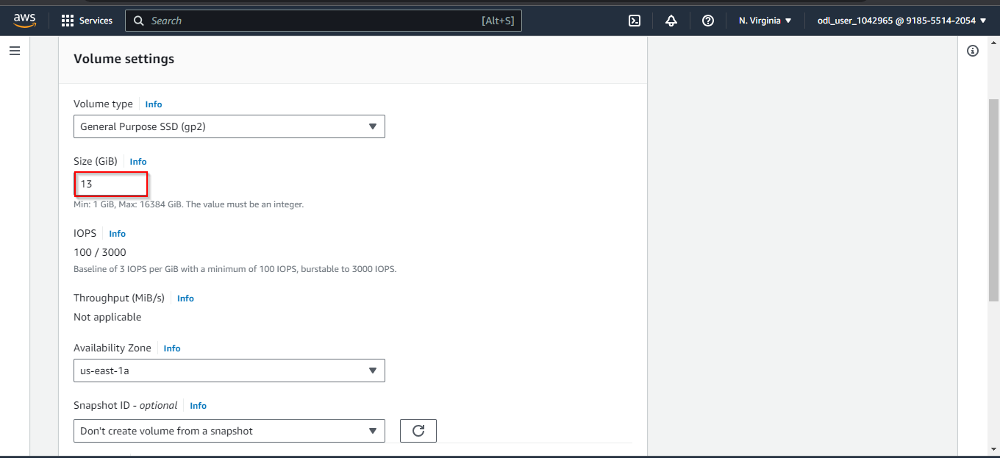 aws Services Search [Alt+S] N. Virginia odl_user_1042965 @ 9185-5514-2054
Volume settings
Volume type Info
General Purpose SSD (gp2)
Size (GiB) Info
13
Min: 1 GiB, Max: 16384 GiB. The value must be an integer.
IOPS Info
100 / 3000
Baseline of 3 IOPS per GiB with a minimum of 100 IOPS, burstable to 3000 IOPS.
Throughput (MiB/s) Info
Not applicable
Availability Zone Info
us-east-1a
Snapshot ID - optional Info
Don't create volume from a snapshot